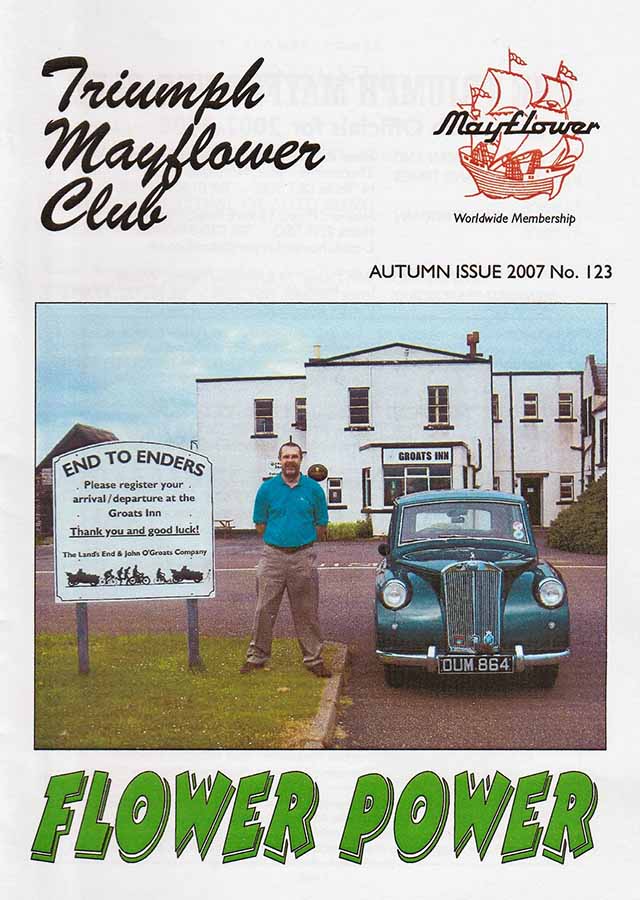 Triumph
Mayflower
Club
Mayflower
Worldwide Membership
AUTUMN ISSUE 2007 No. 123
END TO ENDERS
Please register your
arrival/departure at the
Groats Inn
Thank you and good luck!
The Land's End & John O'Groats Company
GROATS INN
OUM 864
FLOWER POWER